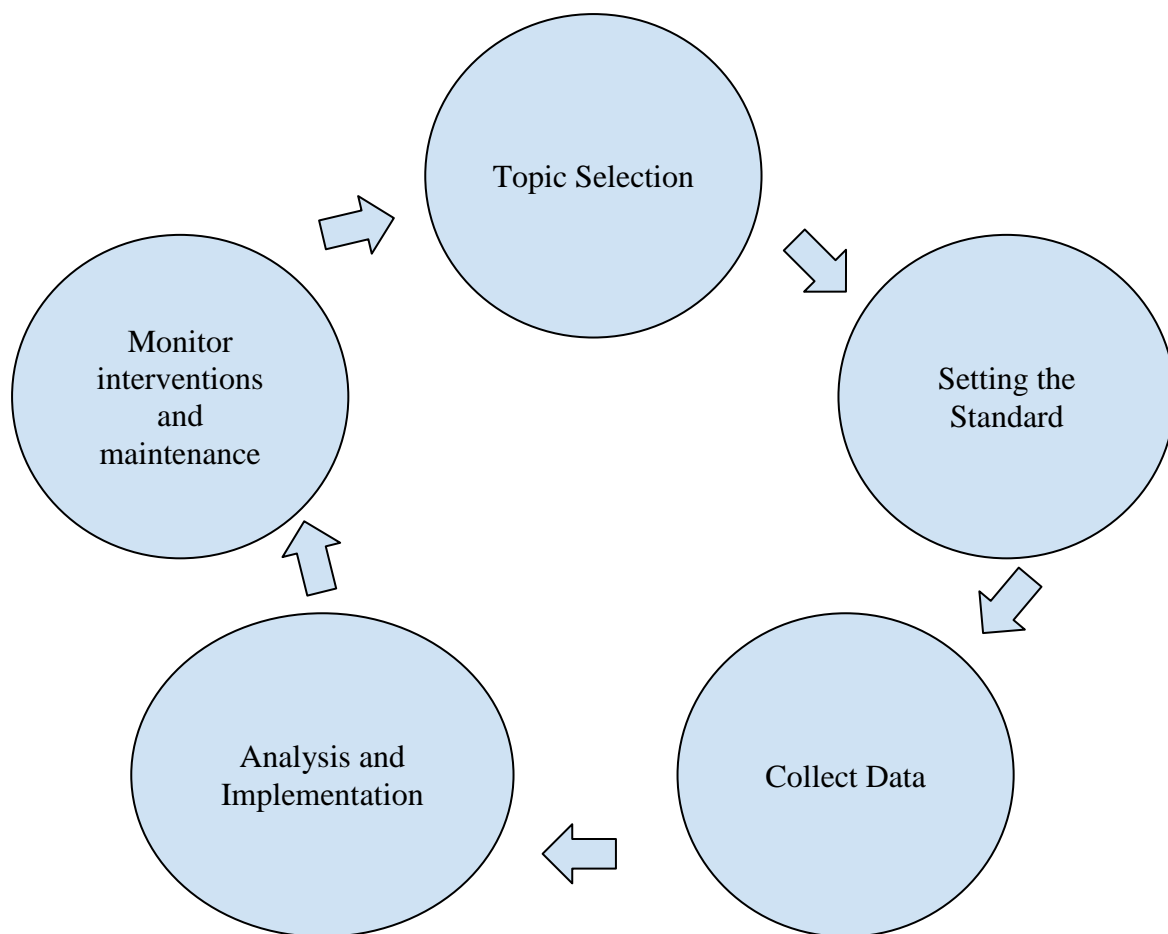 Topic Selection
Setting the
Standard
Collect Data
Analysis and
Implementation
Monitor
interventions
and
maintenance